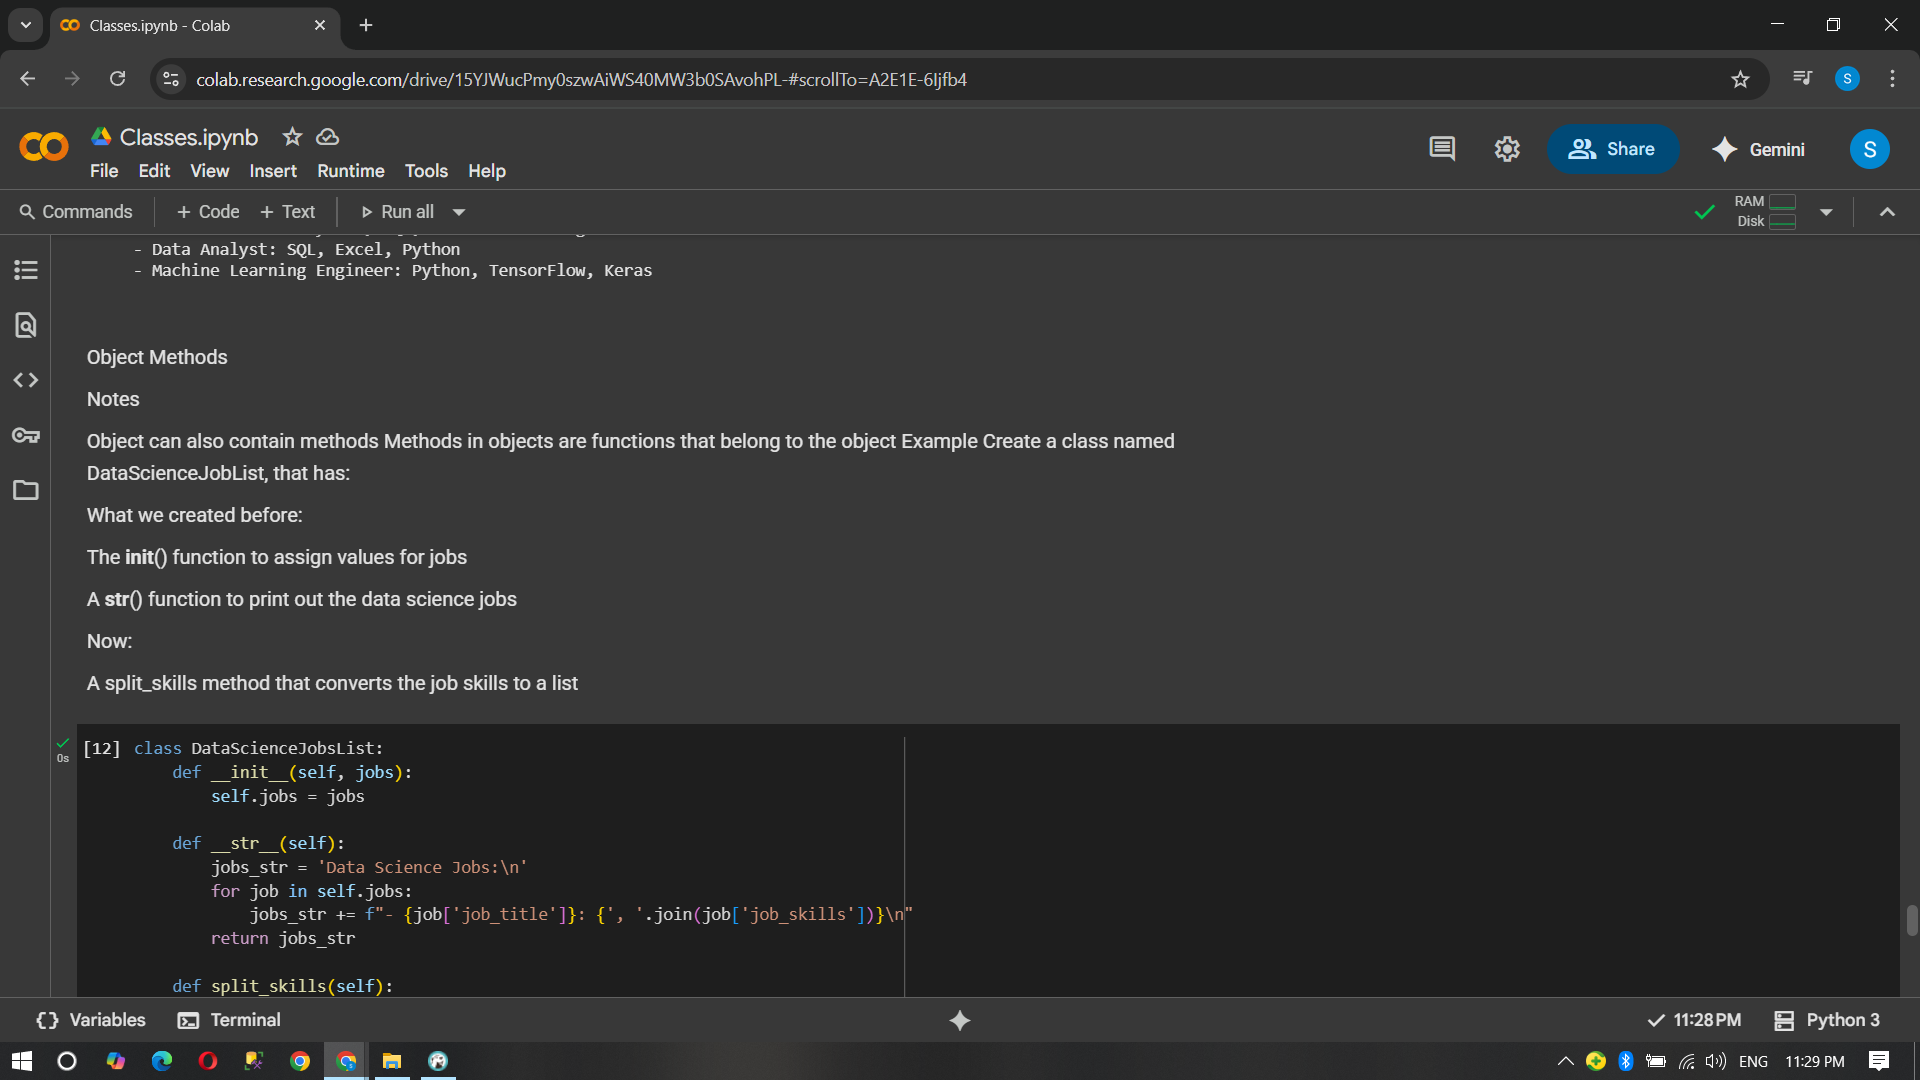 Classes.ipynb - Colab
colab.research.google.com/drive/15YJWucPmy0szwAiWS40MW3b0SAvohPL-#scrollTo=A2E1E-6Ijfb4
S
Classes.ipynb
File Edit View Insert Runtime Tools Help
Share
Gemini
S
Commands
+ Code + Text
Run all
RAM
Disk
- Data Analyst: SQL, Excel, Python
- Machine Learning Engineer: Python, TensorFlow, Keras
Object Methods
Notes
Object can also contain methods Methods in objects are functions that belong to the object Example Create a class named
DataScienceJobList, that has:
What we created before:
The init() function to assign values for jobs
A str() function to print out the data science jobs
Now:
A split_skills method that converts the job skills to a list
0s
[12] class DataScienceJobsList:
def __init__(self, jobs):
self.jobs = jobs
def __str__(self):
jobs_str = 'Data Science Jobs:\n'
for job in self.jobs:
jobs_str += f"- {job['job_title']}: {', '.join(job['job_skills'])}\n"
return jobs_str
def split_skills(self):
Variables
Terminal
11:28 PM
Python 3
ENG
11:29 PM